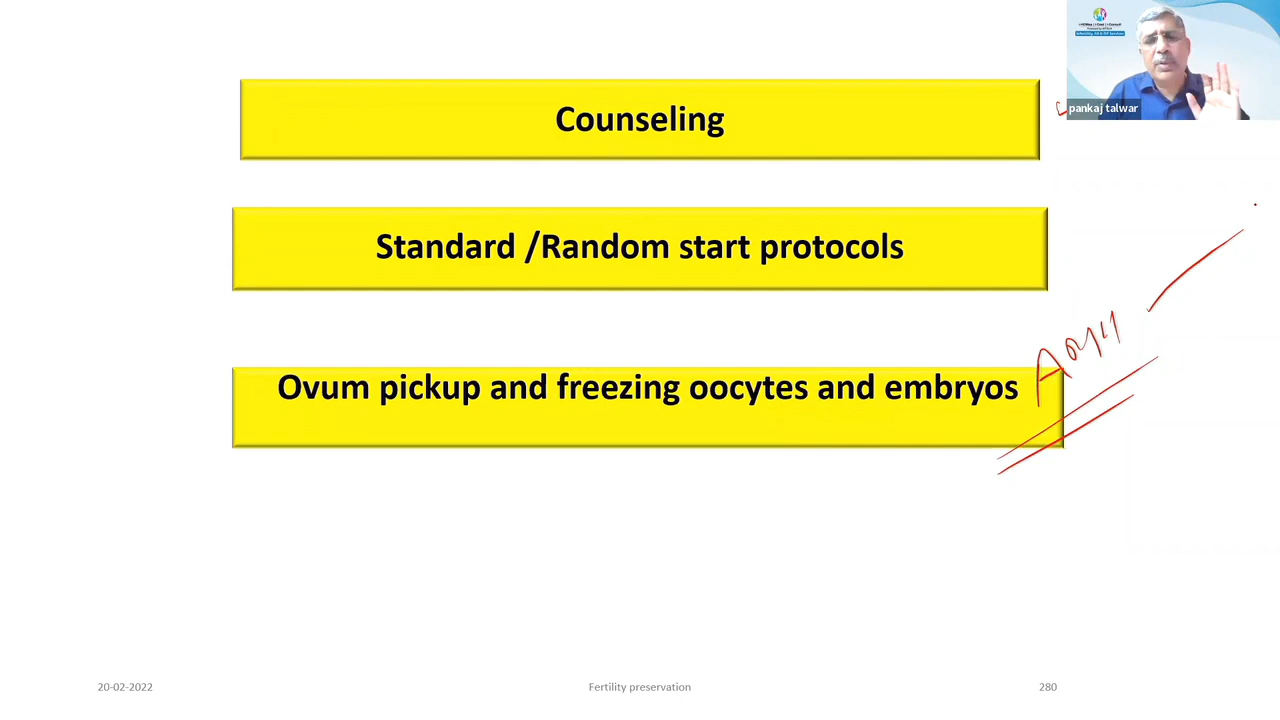 Counseling
pankaj talwar
Standard /Random start protocols
Ovum pickup and freezing oocytes and embryos
20-02-2022
Fertility preservation
280